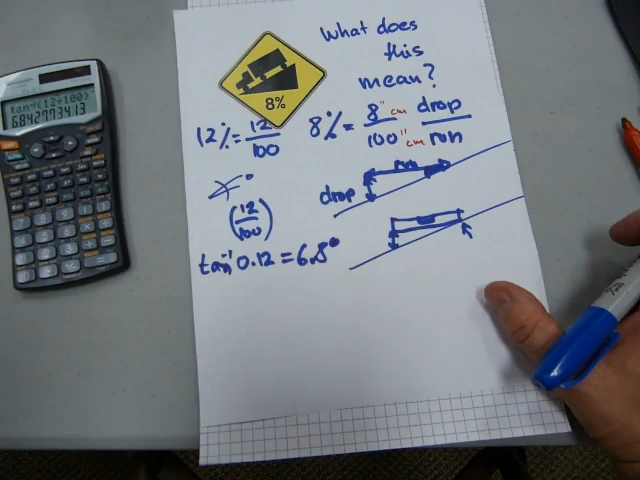 What does
this
mean?
8%
12% = 12/100
8% = 8" cm/100" cm drop/run
run
drop
(12/100)
tan⁻¹ 0.12 = 6.8°
tan⁻¹(12÷100)
6.842773413